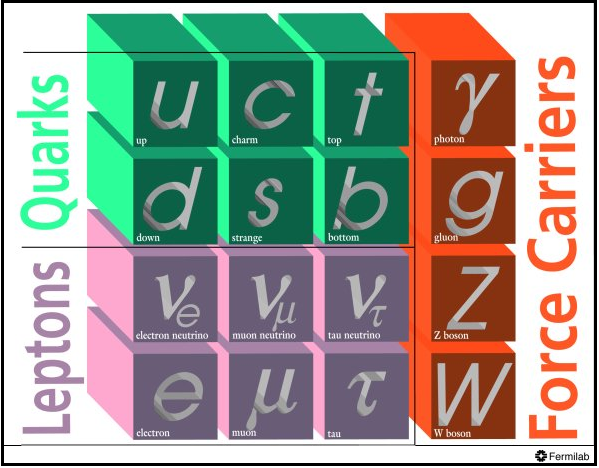 Quarks
u
up
c
charm
t
top
γ
photon
d
down
s
strange
b
bottom
g
gluon
Leptons
νe
electron neutrino
νμ
muon neutrino
ντ
tau neutrino
Z
Z boson
e
electron
μ
muon
τ
tau
W
W boson
Force Carriers
Fermilab